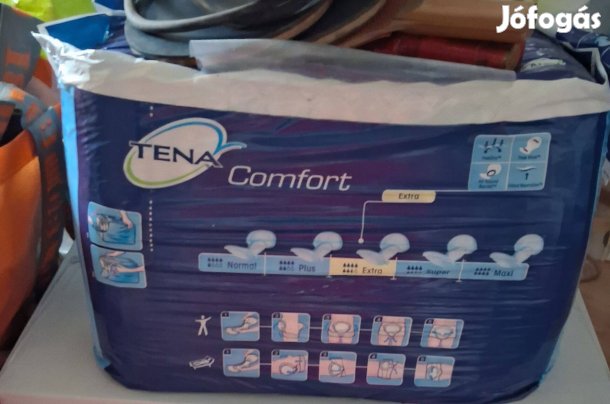 Jófogás
TENA
Comfort
Extra
Normal
Plus
Extra
Super
Maxi